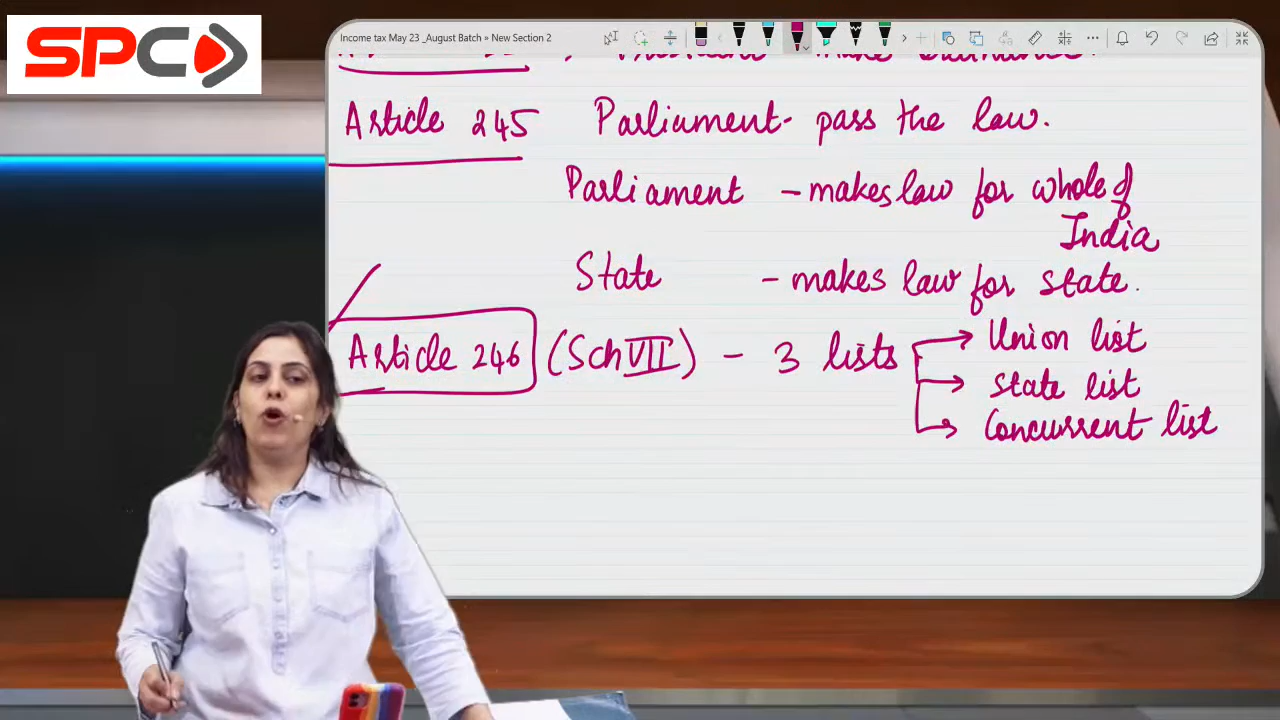 SPC
Income tax May 23 _August Batch » New Section 2
Article 245 Parliament- pass the law.
Parliament - makes law for whole of
India
State - makes law for state.
Article 246 (Sch VII) - 3 lists
Union list
State list
Concurrent list